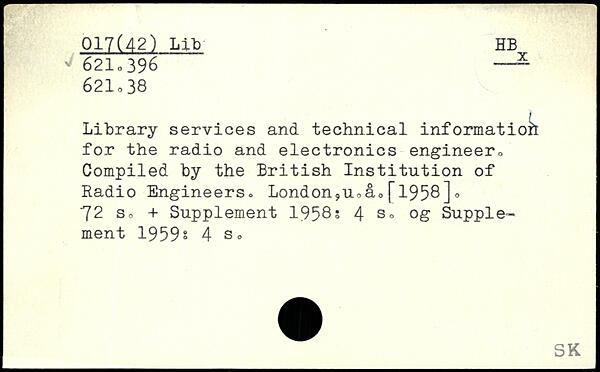 017(42) Lib
HB
x
621.396
621.38
Library services and technical information
for the radio and electronics engineer.
Compiled by the British Institution of
Radio Engineers. London,u.å.[1958].
72 s. + Supplement 1958: 4 s. og Supple-
ment 1959: 4 s.
SK